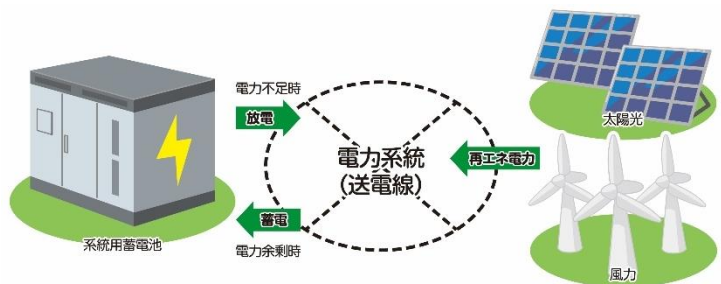 電力不足時
放電
太陽光
電力系統
(送電線)
再エネ電力
蓄電
系統用蓄電池
電力余剰時
風力